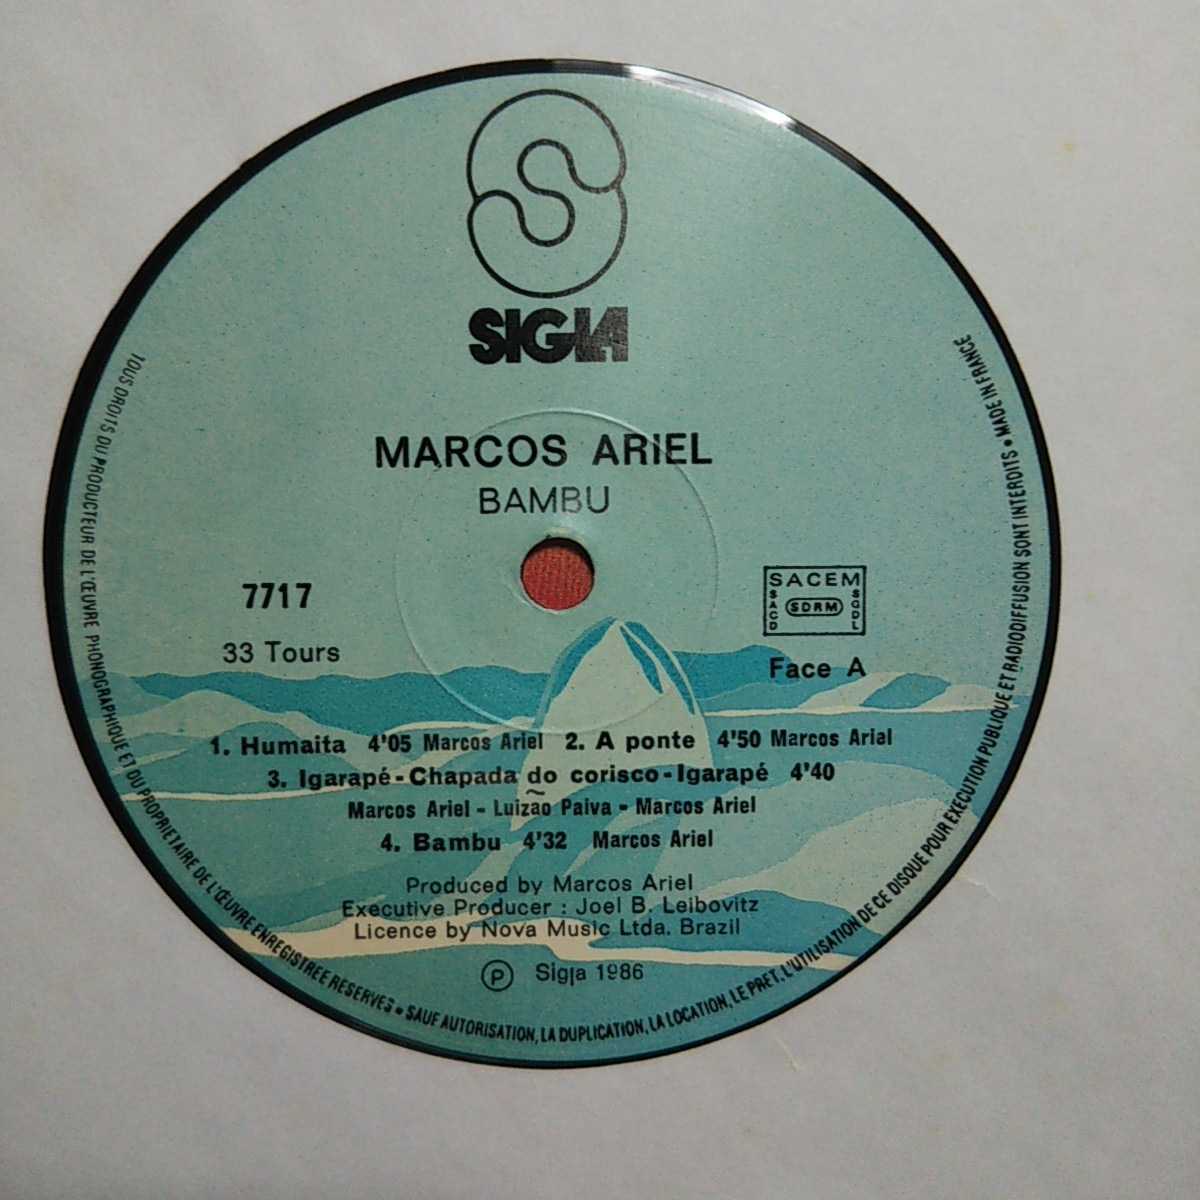 SIGLA
MARCOS ARIEL
BAMBU
7717
33 Tours
SACEM
SACD
SDRM
SGDL
Face A
1. Humaita 4'05 Marcos Ariel 2. A ponte 4'50 Marcos Arial
3. Igarapé - Chapada do corisco - Igarapé 4'40
Marcos Ariel - Luizão Paiva - Marcos Ariel
4. Bambu 4'32 Marcos Ariel
Produced by Marcos Ariel
Executive Producer : Joel B. Leibovitz
Licence by Nova Music Ltda. Brazil
Ⓟ Sigla 1986
TOUS DROITS DU PRODUCTEUR DE L'ŒUVRE PHONOGRAPHIQUE ET DU PROPRIETAIRE DE L'ŒUVRE ENREGISTREE RESERVES • SAUF AUTORISATION, LA DUPLICATION, LA LOCATION, LE PRET, L'UTILISATION DE CE DISQUE POUR EXECUTION PUBLIQUE ET RADIODIFFUSION SONT INTERDITS • MADE IN FRANCE